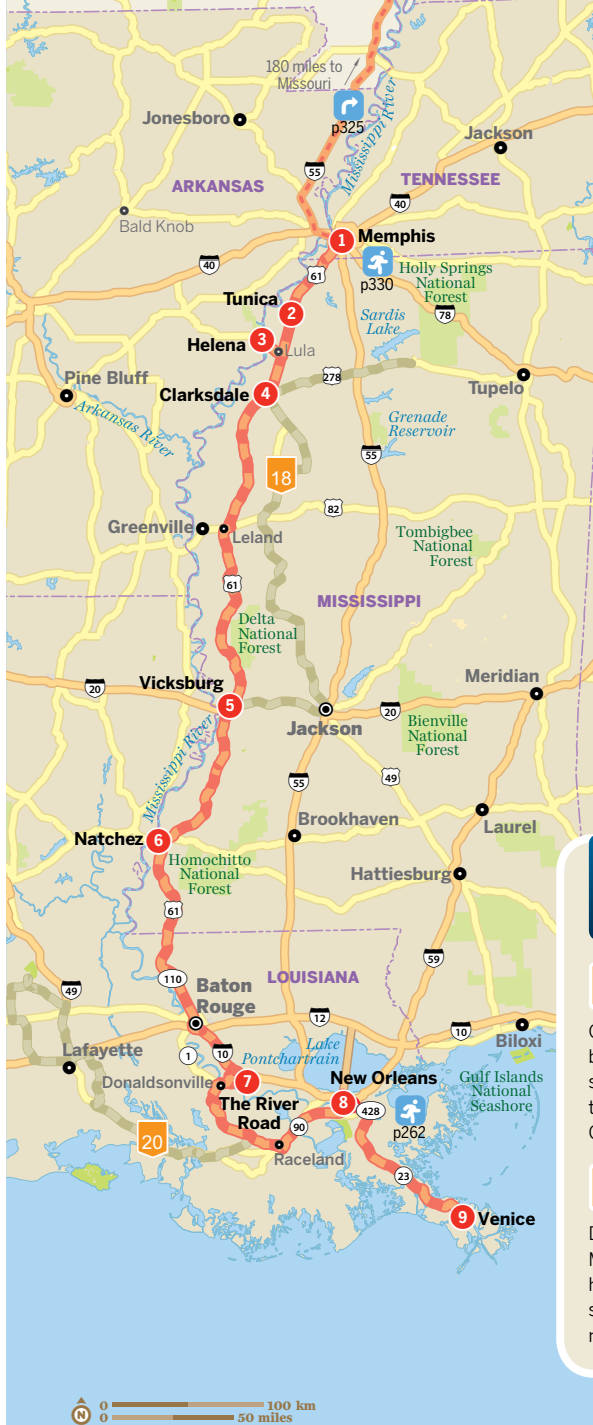 180 miles to
Missouri
p325
Jonesboro
Mississippi River
Jackson
55
ARKANSAS
TENNESSEE
40
Bald Knob
1 Memphis
40
61
p330
Holly Springs
National
Forest
Tunica
2
78
Sardis
Lake
Helena 3
Lula
Pine Bluff
Clarksdale 4
278
Tupelo
Arkansas River
Grenade
Reservoir
55
18
82
Greenville
Leland
Tombigbee
National
Forest
61
MISSISSIPPI
Delta
National
Forest
Meridian
20
Vicksburg
5
Jackson
20
Bienville
National
Forest
Mississippi River
55
49
Brookhaven
Laurel
Natchez 6
Homochitto
National
Forest
Hattiesburg
61
59
110
LOUISIANA
49
Baton
Rouge
12
10
Biloxi
Lafayette
1
10
Lake
Pontchartrain
Donaldsonville
7
The River
Road
New Orleans
8
428
Gulf Islands
National
Seashore
p262
90
20
Raceland
23
9 Venice
N
0 100 km
0 50 miles